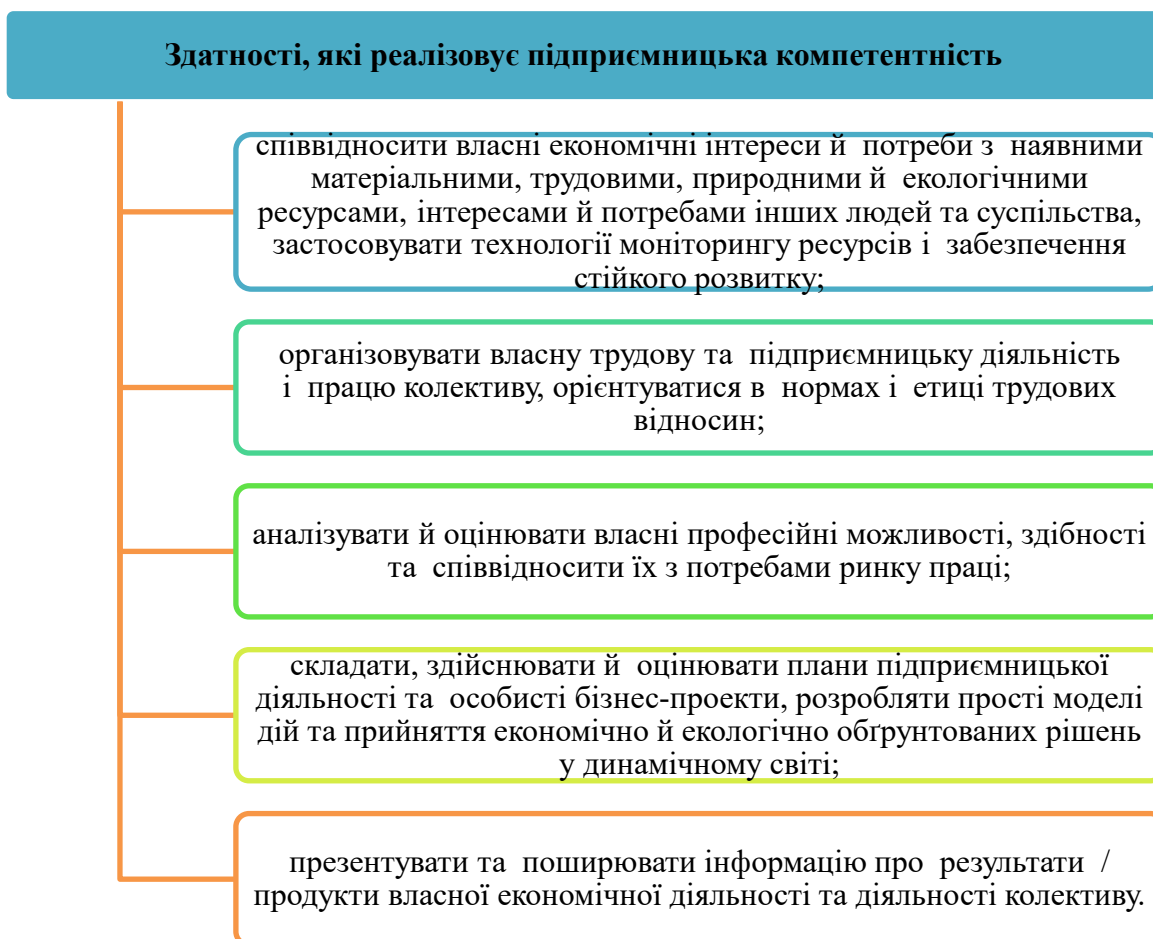 Здатності, які реалізовує підприємницька компетентність
співвідносити власні економічні інтереси й потреби з наявними
матеріальними, трудовими, природними й екологічними
ресурсами, інтересами й потребами інших людей та суспільства,
застосовувати технології моніторингу ресурсів і забезпечення
стійкого розвитку;
організовувати власну трудову та підприємницьку діяльність
і працю колективу, орієнтуватися в нормах і етиці трудових
відносин;
аналізувати й оцінювати власні професійні можливості, здібності
та співвідносити їх з потребами ринку праці;
складати, здійснювати й оцінювати плани підприємницької
діяльності та особисті бізнес-проекти, розробляти прості моделі
дій та прийняття економічно й екологічно обґрунтованих рішень
у динамічному світі;
презентувати та поширювати інформацію про результати /
продукти власної економічної діяльності та діяльності колективу.